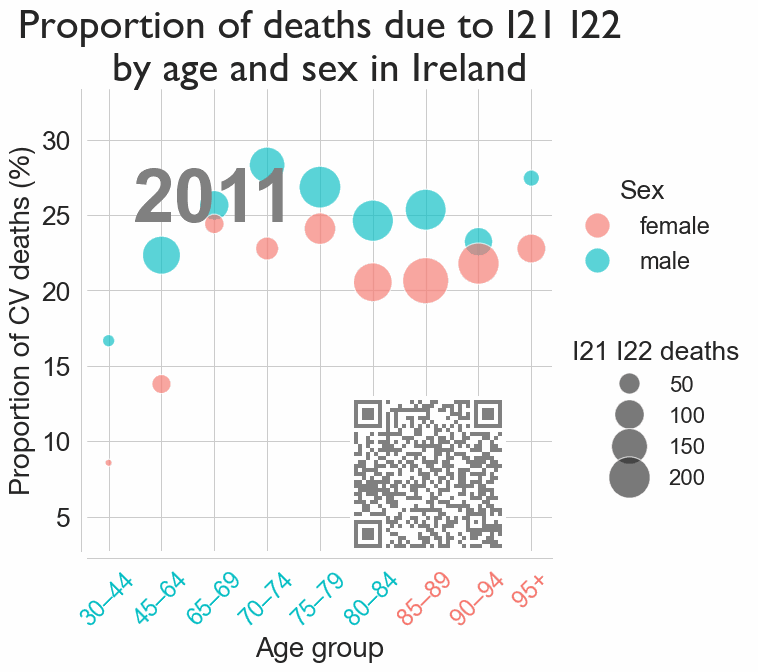 Proportion of deaths due to I21 I22
by age and sex in Ireland
2011
Proportion of CV deaths (%)
30
25
20
15
10
5
30–44
45–64
65–69
70–74
75–79
80–84
85–89
90–94
95+
Age group
Sex
female
male
I21 I22 deaths
50
100
150
200